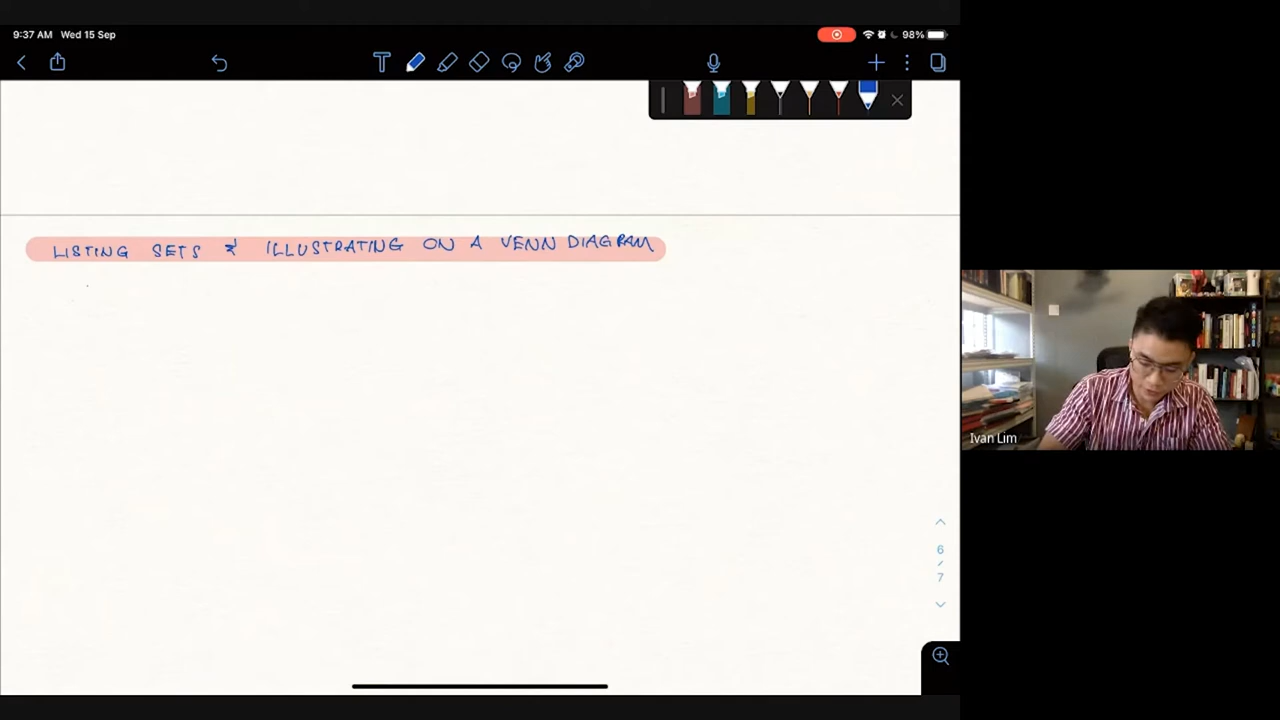 9:37 AM Wed 15 Sep
98%
LISTING SETS & ILLUSTRATING ON A VENN DIAGRAM
Ivan Lim
6
/
7